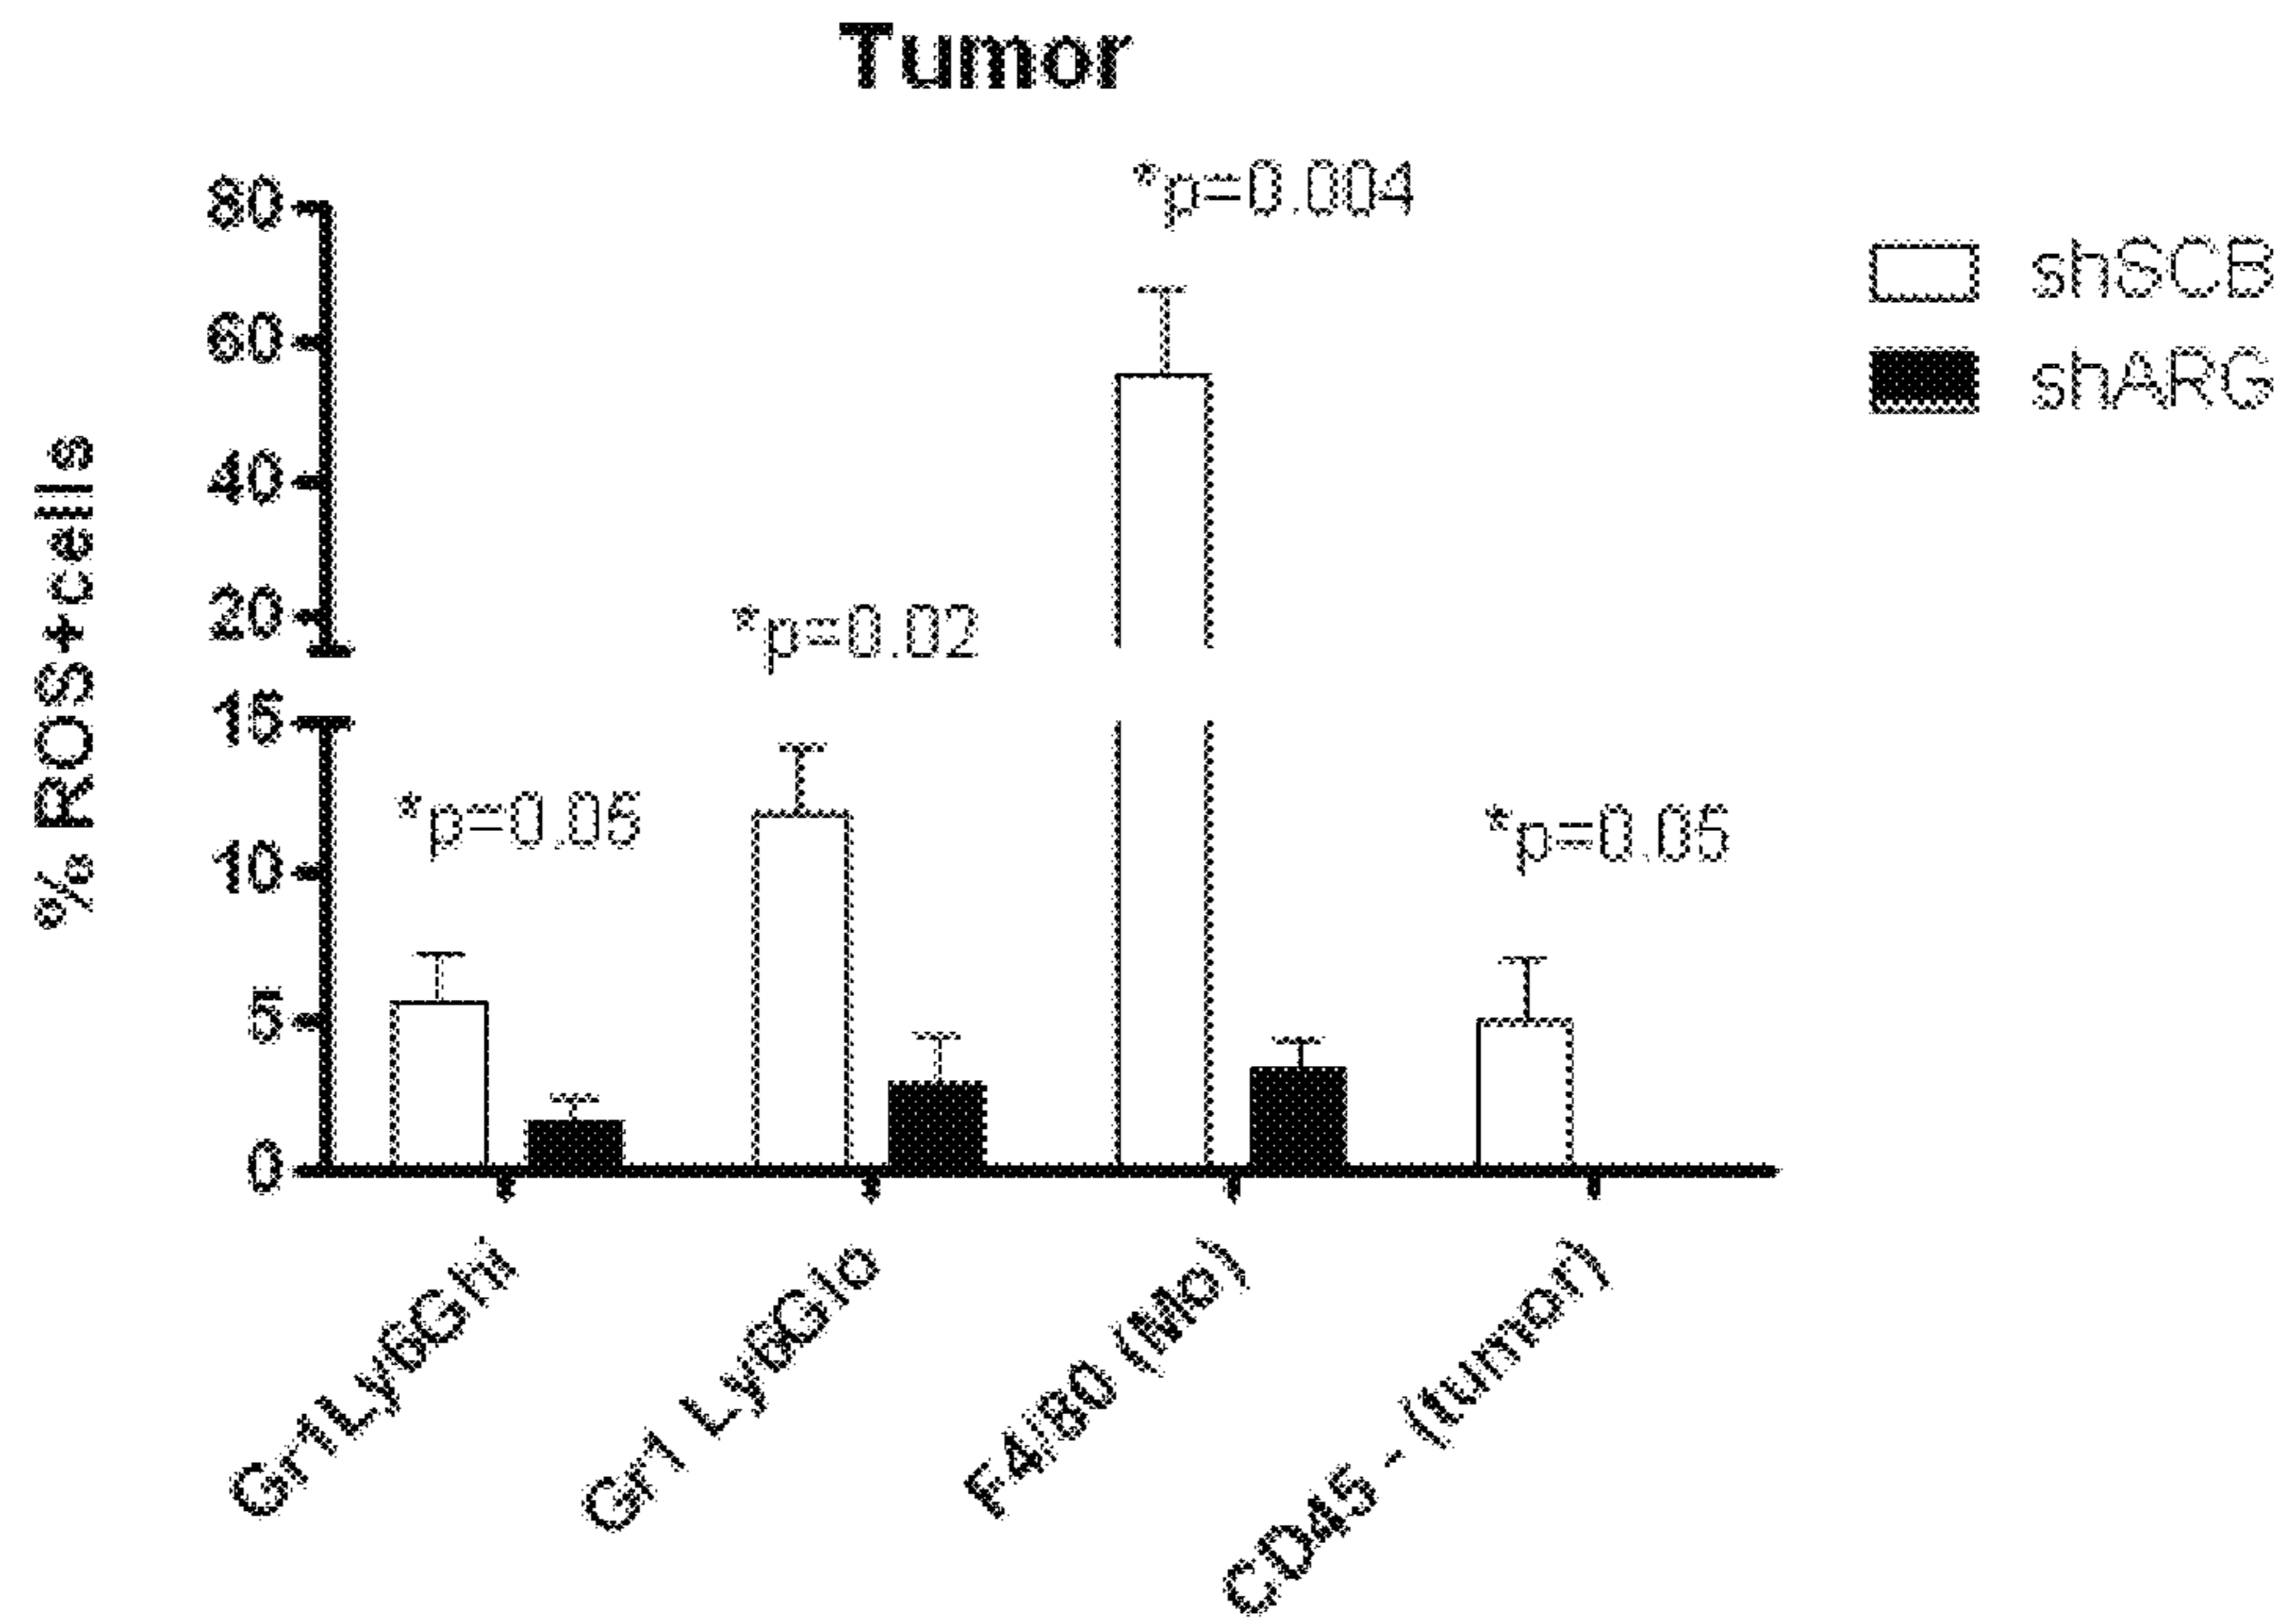 Tumor
% ROS+cells
80
60
40
20
15
10
5
0
*p=0.05
*p=0.02
*p=0.004
*p=0.05
shSCB
shARG
Gr1Ly6Ghi
Gr1 Ly6Glo
F4/80 (Mo)
CD45 - (tumor)